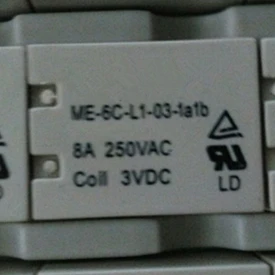 ME-6C-L1-03-1a1b
8A 250VAC
Coil 3VDC
LD